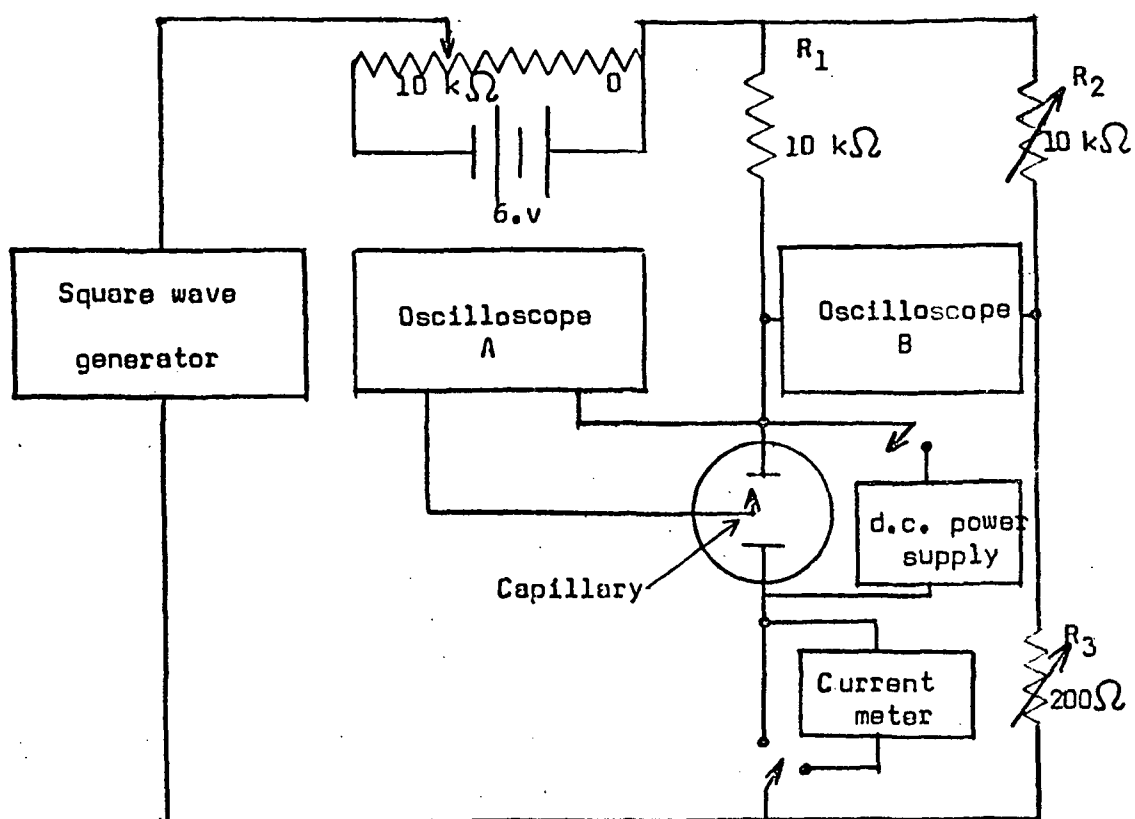 R1
10 kΩ
0
R2
10 kΩ
10 kΩ
6.v
Square wave
generator
Oscilloscope
A
Oscilloscope
B
d.c. power
supply
Capillary
R3
Current
meter
200Ω